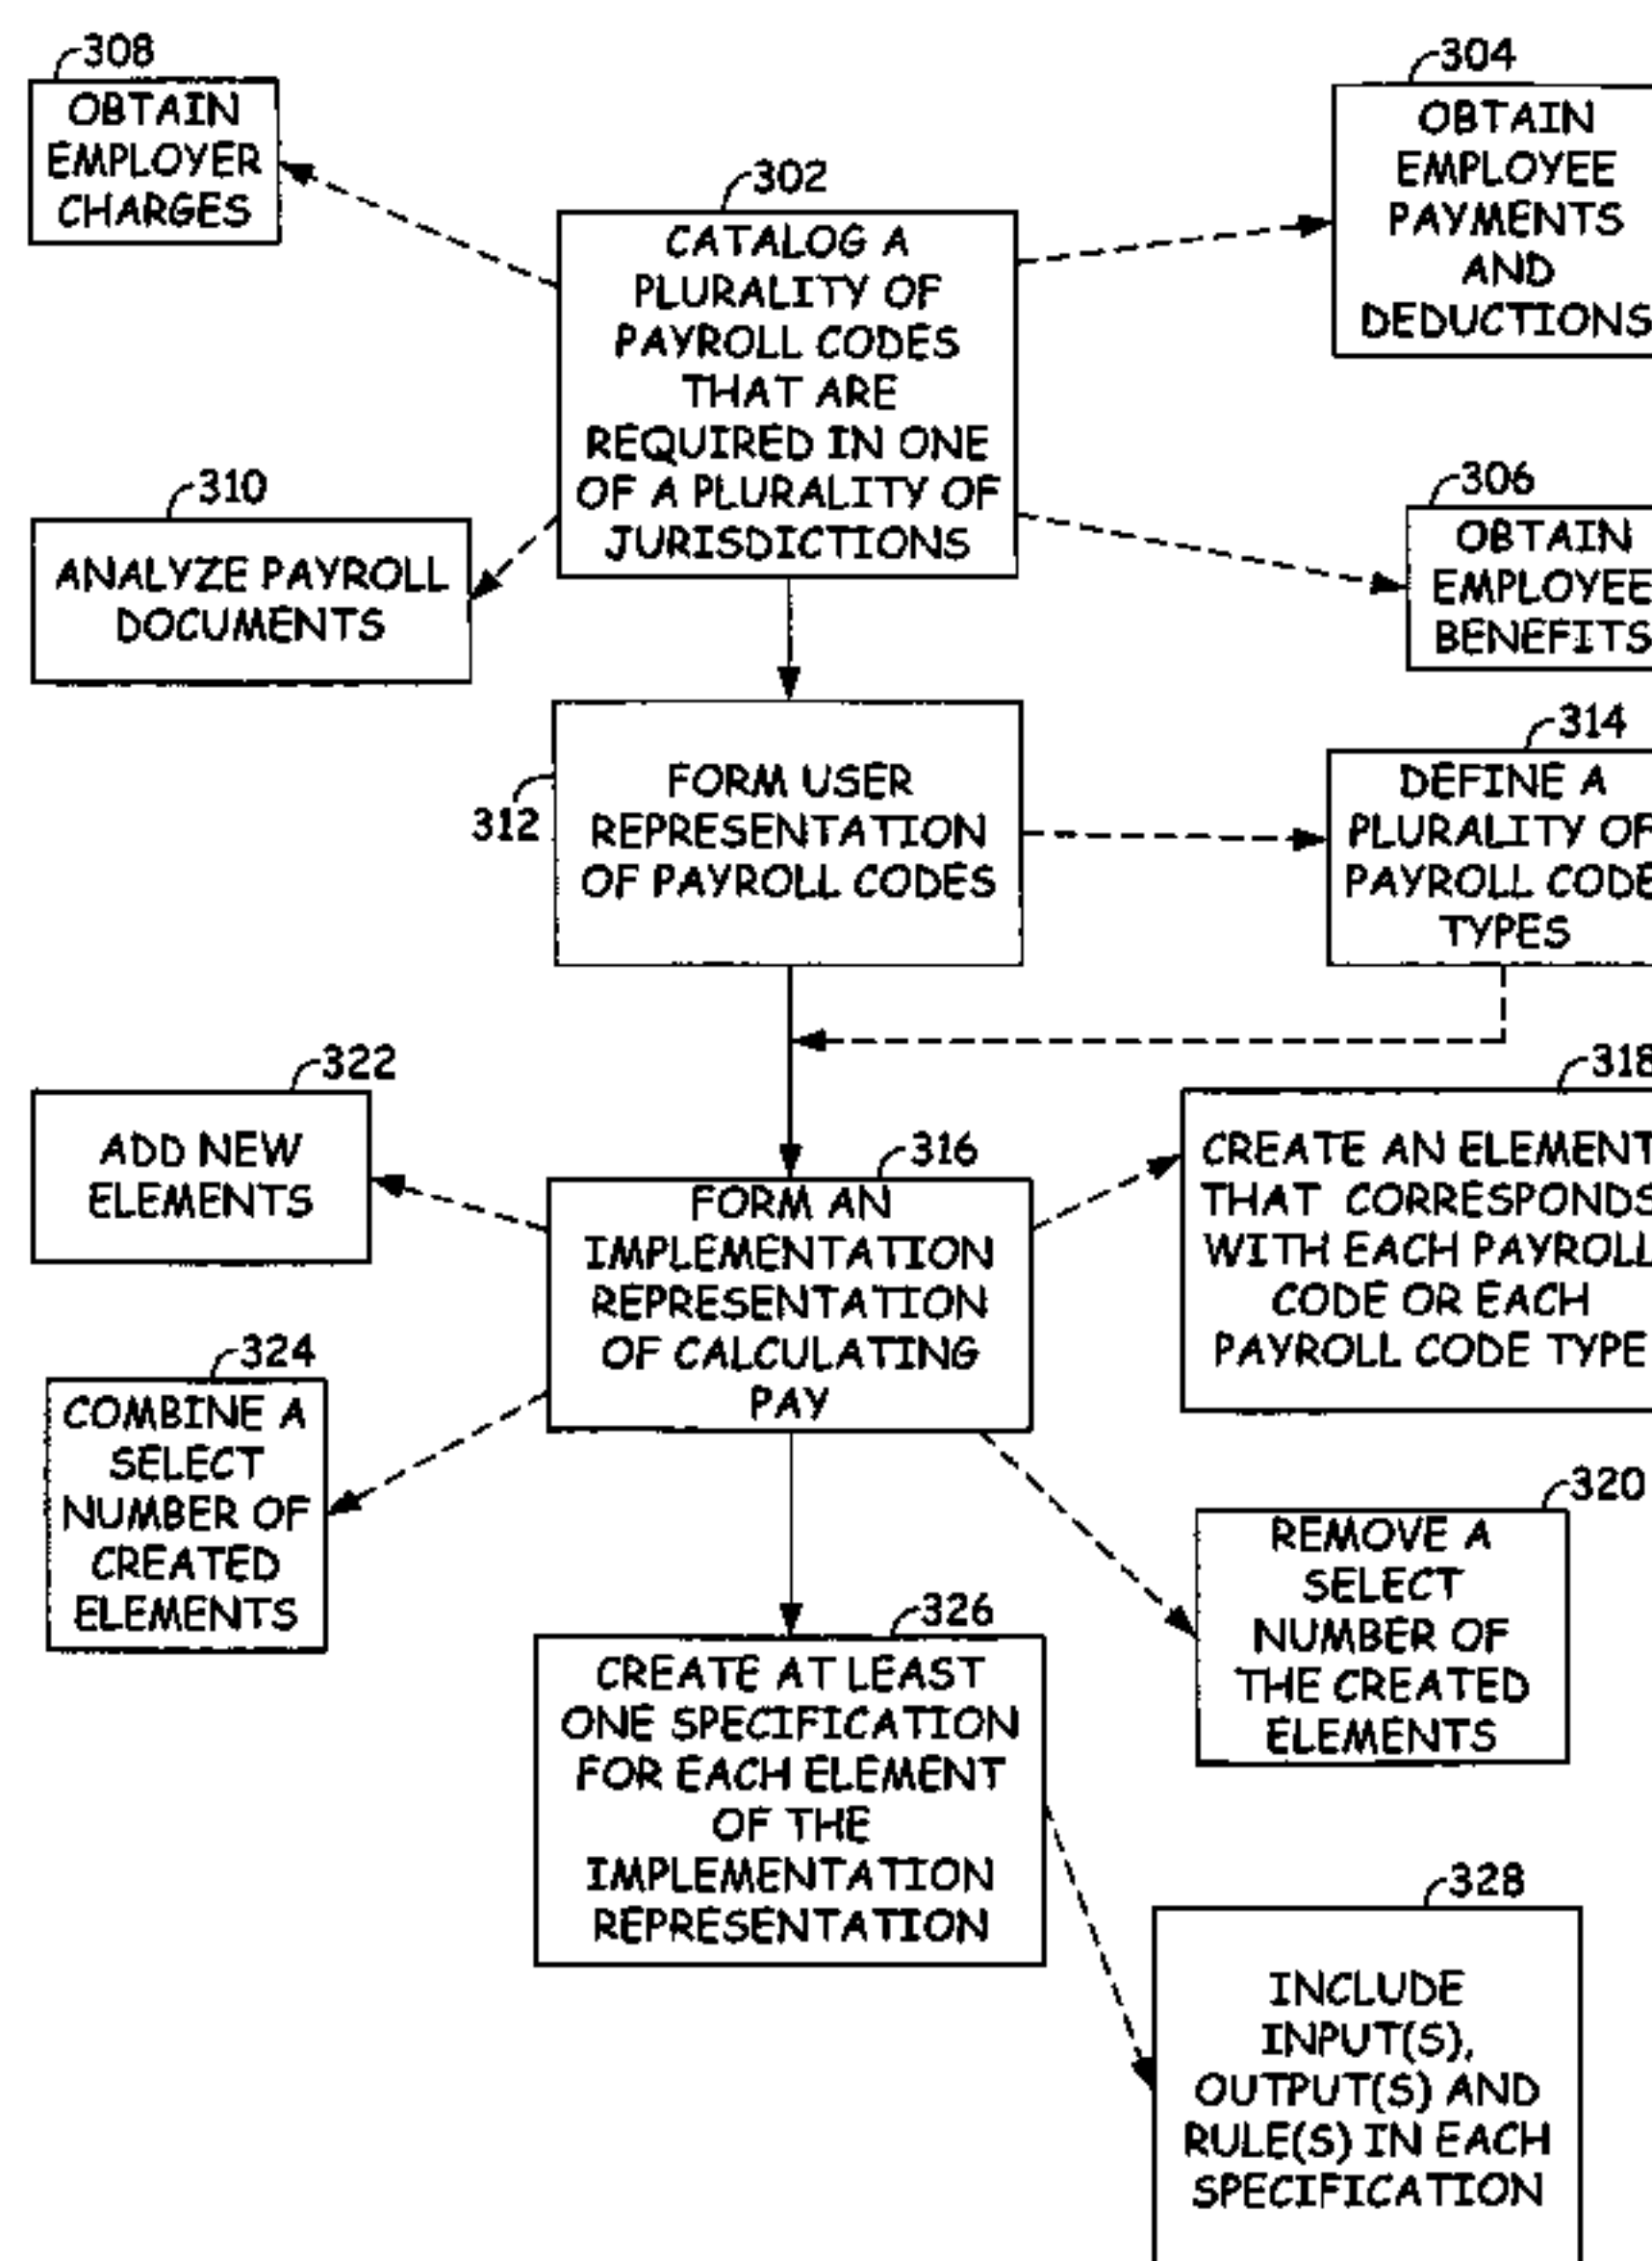 308
OBTAIN
EMPLOYER
CHARGES
304
OBTAIN
EMPLOYEE
PAYMENTS
AND
DEDUCTIONS
302
CATALOG A
PLURALITY OF
PAYROLL CODES
THAT ARE
REQUIRED IN ONE
OF A PLURALITY OF
JURISDICTIONS
310
ANALYZE PAYROLL
DOCUMENTS
306
OBTAIN
EMPLOYEE
BENEFITS
312
FORM USER
REPRESENTATION
OF PAYROLL CODES
314
DEFINE A
PLURALITY OF
PAYROLL CODE
TYPES
322
ADD NEW
ELEMENTS
316
FORM AN
IMPLEMENTATION
REPRESENTATION
OF CALCULATING
PAY
318
CREATE AN ELEMENT
THAT CORRESPONDS
WITH EACH PAYROLL
CODE OR EACH
PAYROLL CODE TYPE
324
COMBINE A
SELECT
NUMBER OF
CREATED
ELEMENTS
320
REMOVE A
SELECT
NUMBER OF
THE CREATED
ELEMENTS
326
CREATE AT LEAST
ONE SPECIFICATION
FOR EACH ELEMENT
OF THE
IMPLEMENTATION
REPRESENTATION
328
INCLUDE
INPUT(S),
OUTPUT(S) AND
RULE(S) IN EACH
SPECIFICATION